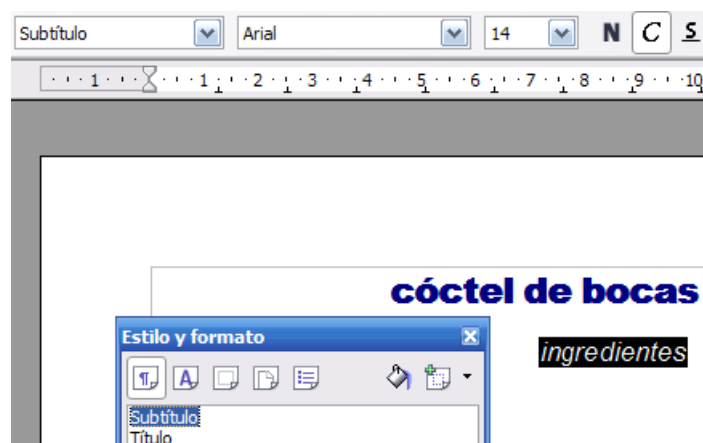 Subtítulo Arial 14 N C S
1 1 2 3 4 5 6 7 8 9 10
cóctel de bocas
Estilo y formato
ingredientes
Subtítulo
Título